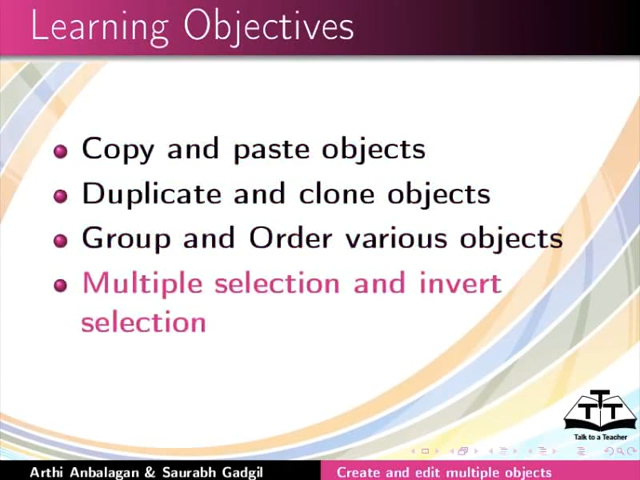 Learning Objectives
Copy and paste objects
Duplicate and clone objects
Group and Order various objects
Multiple selection and invert
selection
TTT
Talk to a Teacher
Arthi Anbalagan & Saurabh Gadgil
Create and edit multiple objects